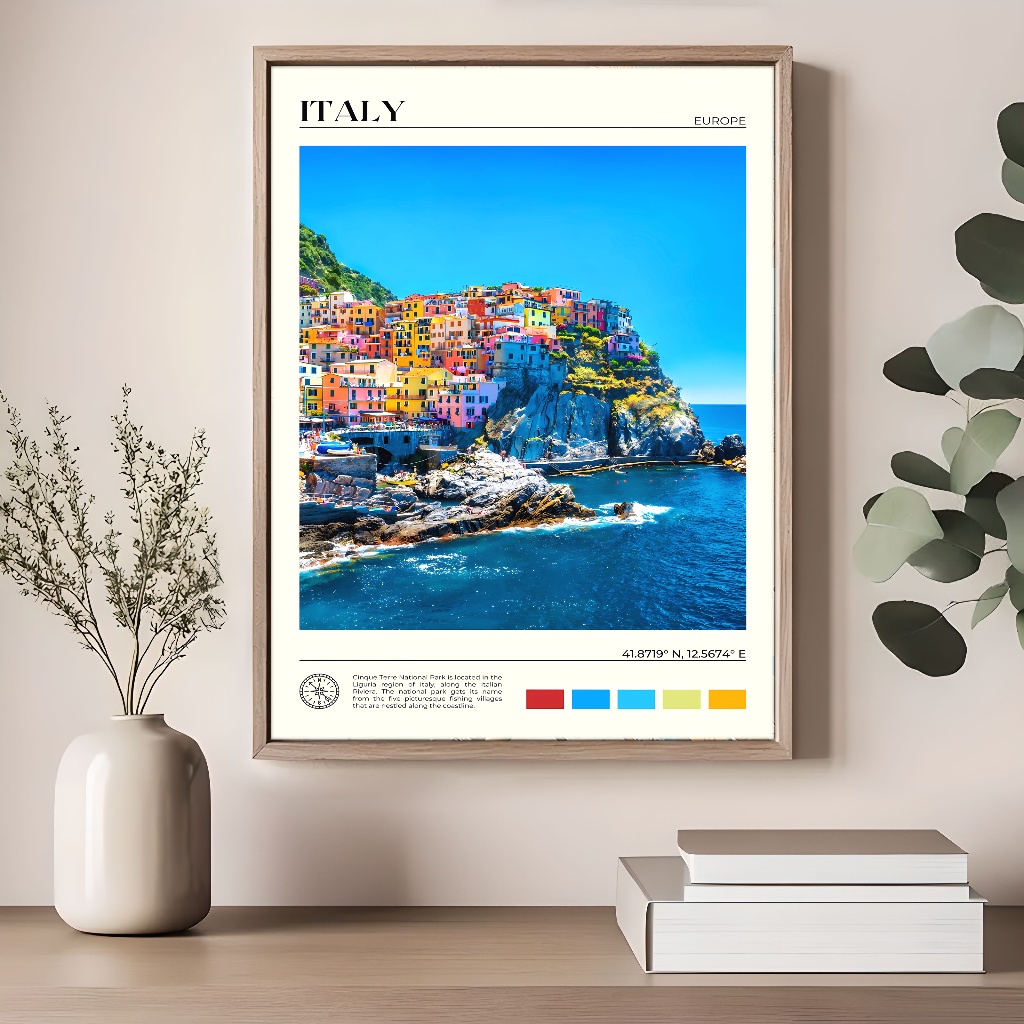 ITALY
EUROPE
41.8719° N, 12.5674° E
Cinque Terre National Park is located in the
Liguria region of Italy, along the Italian
Riviera. The national park gets its name
from the five picturesque fishing villages
that are nestled along the coastline.